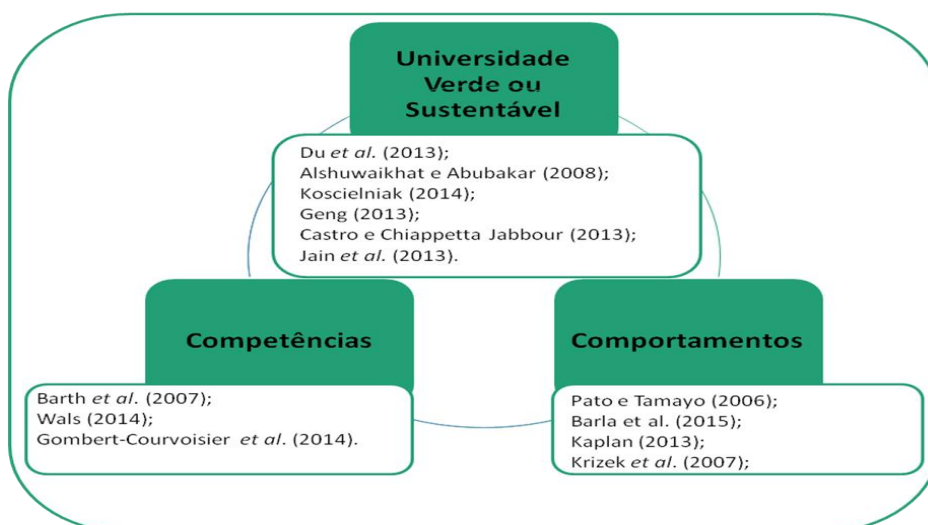 Universidade
Verde ou
Sustentável
Du et al. (2013);
Alshuwaikhat e Abubakar (2008);
Koscielniak (2014);
Geng (2013);
Castro e Chiappetta Jabbour (2013);
Jain et al. (2013).
Competências
Barth et al. (2007);
Wals (2014);
Gombert-Courvoisier et al. (2014).
Comportamentos
Pato e Tamayo (2006);
Barla et al. (2015);
Kaplan (2013);
Krizek et al. (2007);